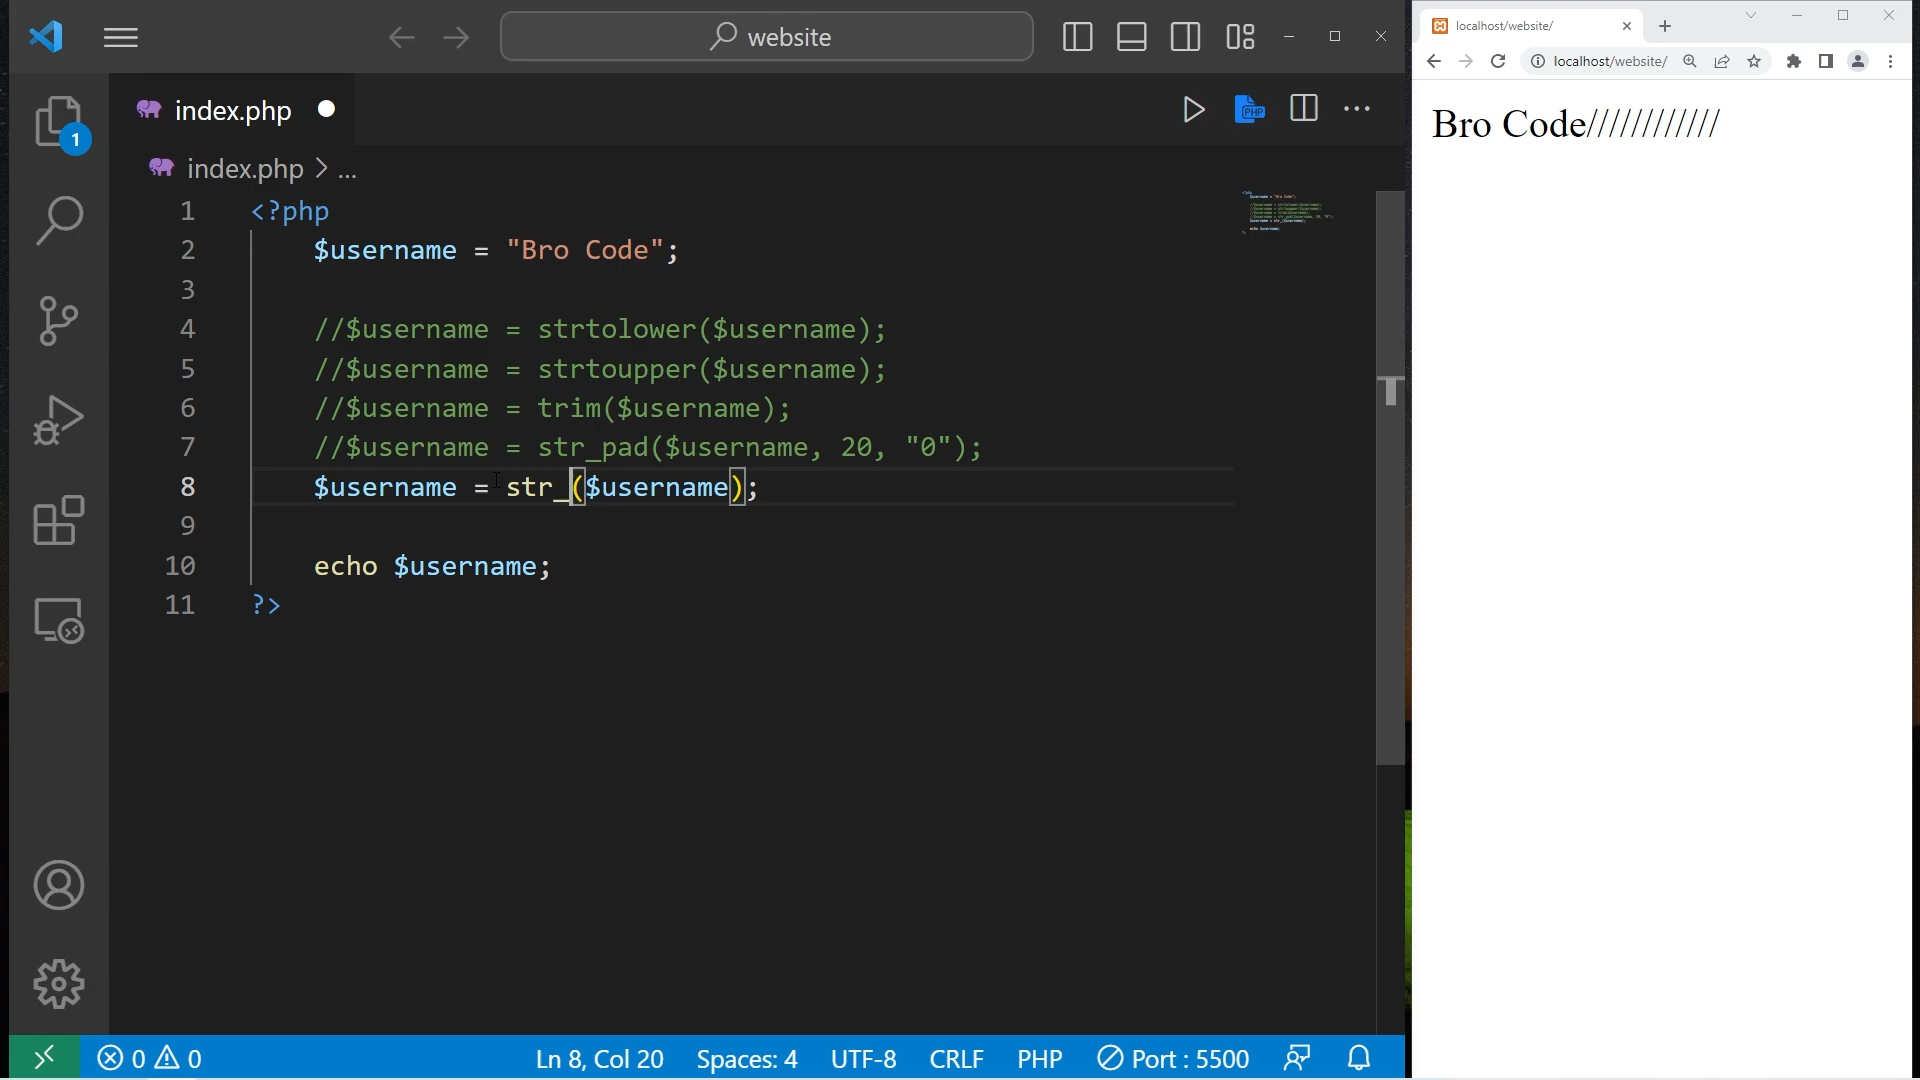 website
index.php
index.php > ...
1 <?php
2 $username = "Bro Code";
3
4 //$username = strtolower($username);
5 //$username = strtoupper($username);
6 //$username = trim($username);
7 //$username = str_pad($username, 20, "0");
8 $username = str_($username);
9
10 echo $username;
11 ?>
1
0 0
Ln 8, Col 20
Spaces: 4
UTF-8
CRLF
PHP
Port : 5500
localhost/website/
localhost/website/
Bro Code////////////